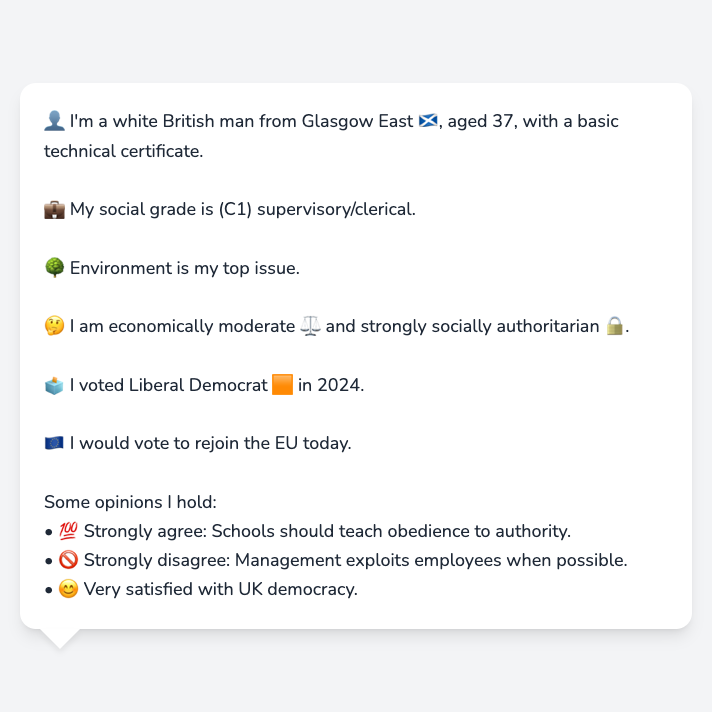 👤 I'm a white British man from Glasgow East 🏴󠁧󠁢󠁳󠁣󠁴󠁿, aged 37, with a basic
technical certificate.
💼 My social grade is (C1) supervisory/clerical.
🌳 Environment is my top issue.
🤔 I am economically moderate ⚖️ and strongly socially authoritarian 🔒.
🗳️ I voted Liberal Democrat 🟧 in 2024.
🇪🇺 I would vote to rejoin the EU today.
Some opinions I hold:
• 💯 Strongly agree: Schools should teach obedience to authority.
• 🚫 Strongly disagree: Management exploits employees when possible.
• 😊 Very satisfied with UK democracy.